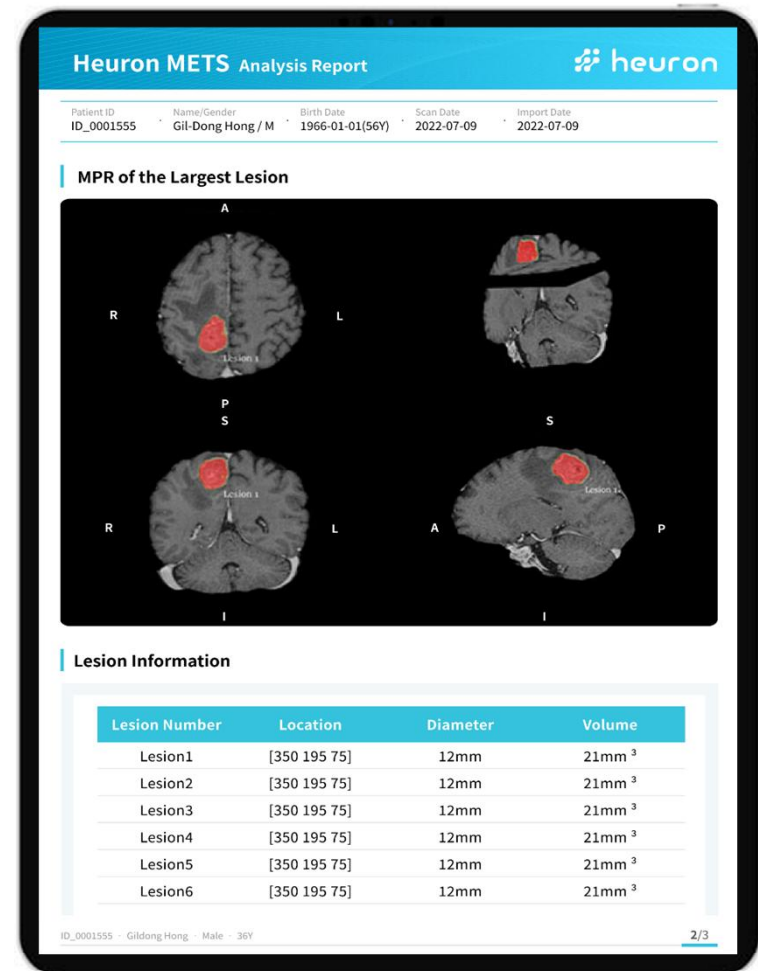 Heuron METS Analysis Report
heuron
Patient ID Name/Gender Birth Date Scan Date Import Date
ID_0001555 · Gil-Dong Hong / M · 1966-01-01(56Y) · 2022-07-09 · 2022-07-09
MPR of the Largest Lesion
A
R L
Lesion 1
P
S S
Lesion 1 Lesion 1
R L A P
I I
Lesion Information
Lesion Number Location Diameter Volume
Lesion1 [350 195 75] 12mm 21mm ³
Lesion2 [350 195 75] 12mm 21mm ³
Lesion3 [350 195 75] 12mm 21mm ³
Lesion4 [350 195 75] 12mm 21mm ³
Lesion5 [350 195 75] 12mm 21mm ³
Lesion6 [350 195 75] 12mm 21mm ³
ID_0001555 · Gildong Hong · Male · 36Y 2/3